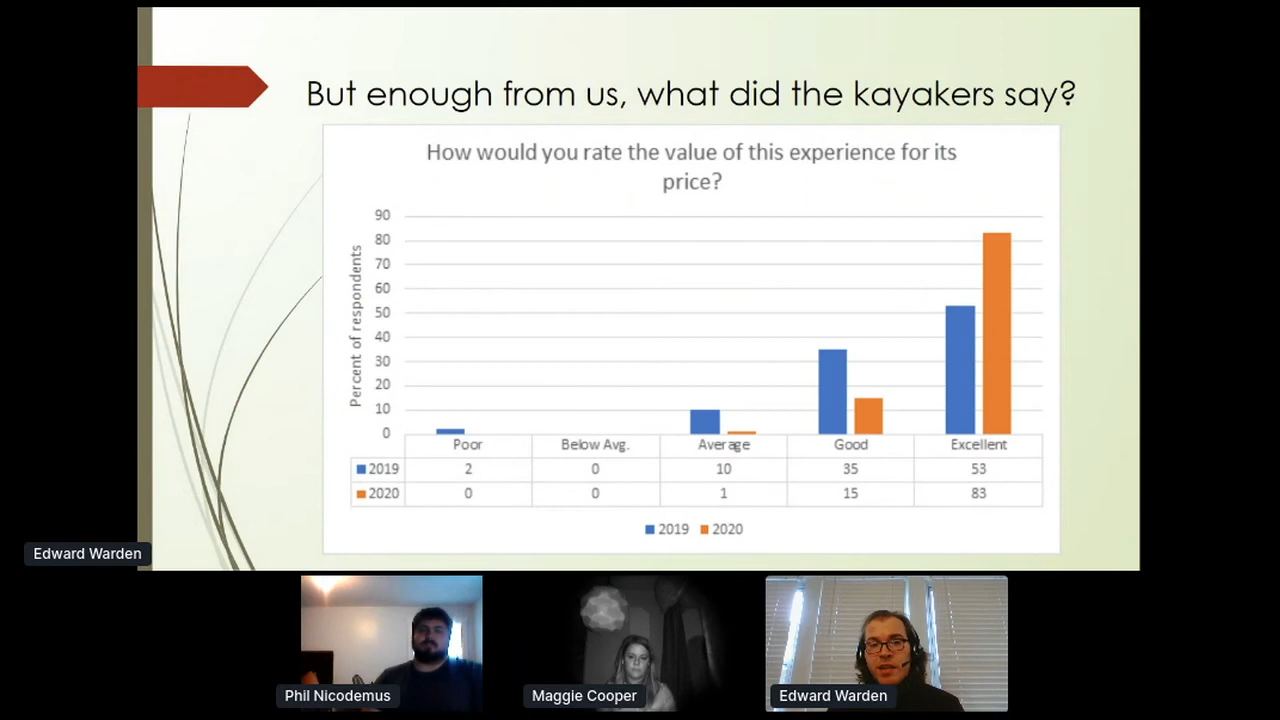 But enough from us, what did the kayakers say?
How would you rate the value of this experience for its
price?
Percent of respondents
90
80
70
60
50
40
30
20
10
0
Poor Below Avg. Average Good Excellent
2019 2 0 10 35 53
2020 0 0 1 15 83
2019 2020
Edward Warden
Phil Nicodemus Maggie Cooper Edward Warden